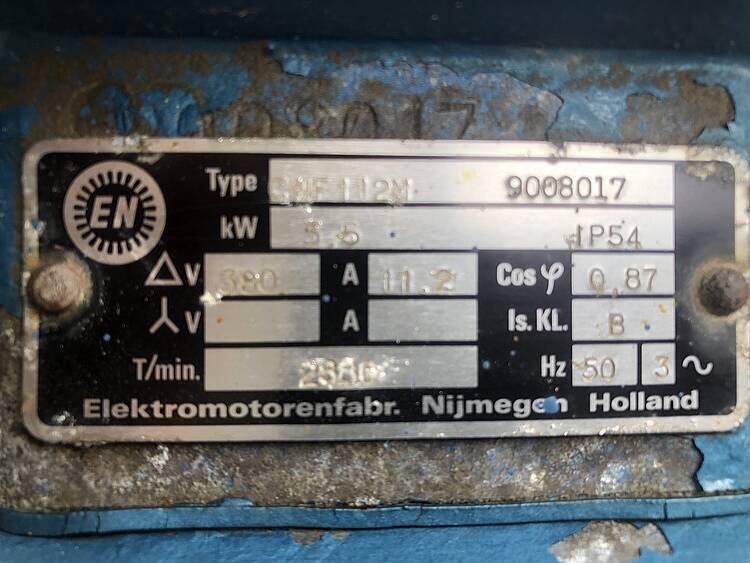 EN
Type 112M 9008017
kW IP54
△ V 380 A 11.2 Cos φ 0,87
⅄ V A Is. KL. B
T/min. Hz 50 3 ~
Elektromotorenfabr. Nijmegen Holland